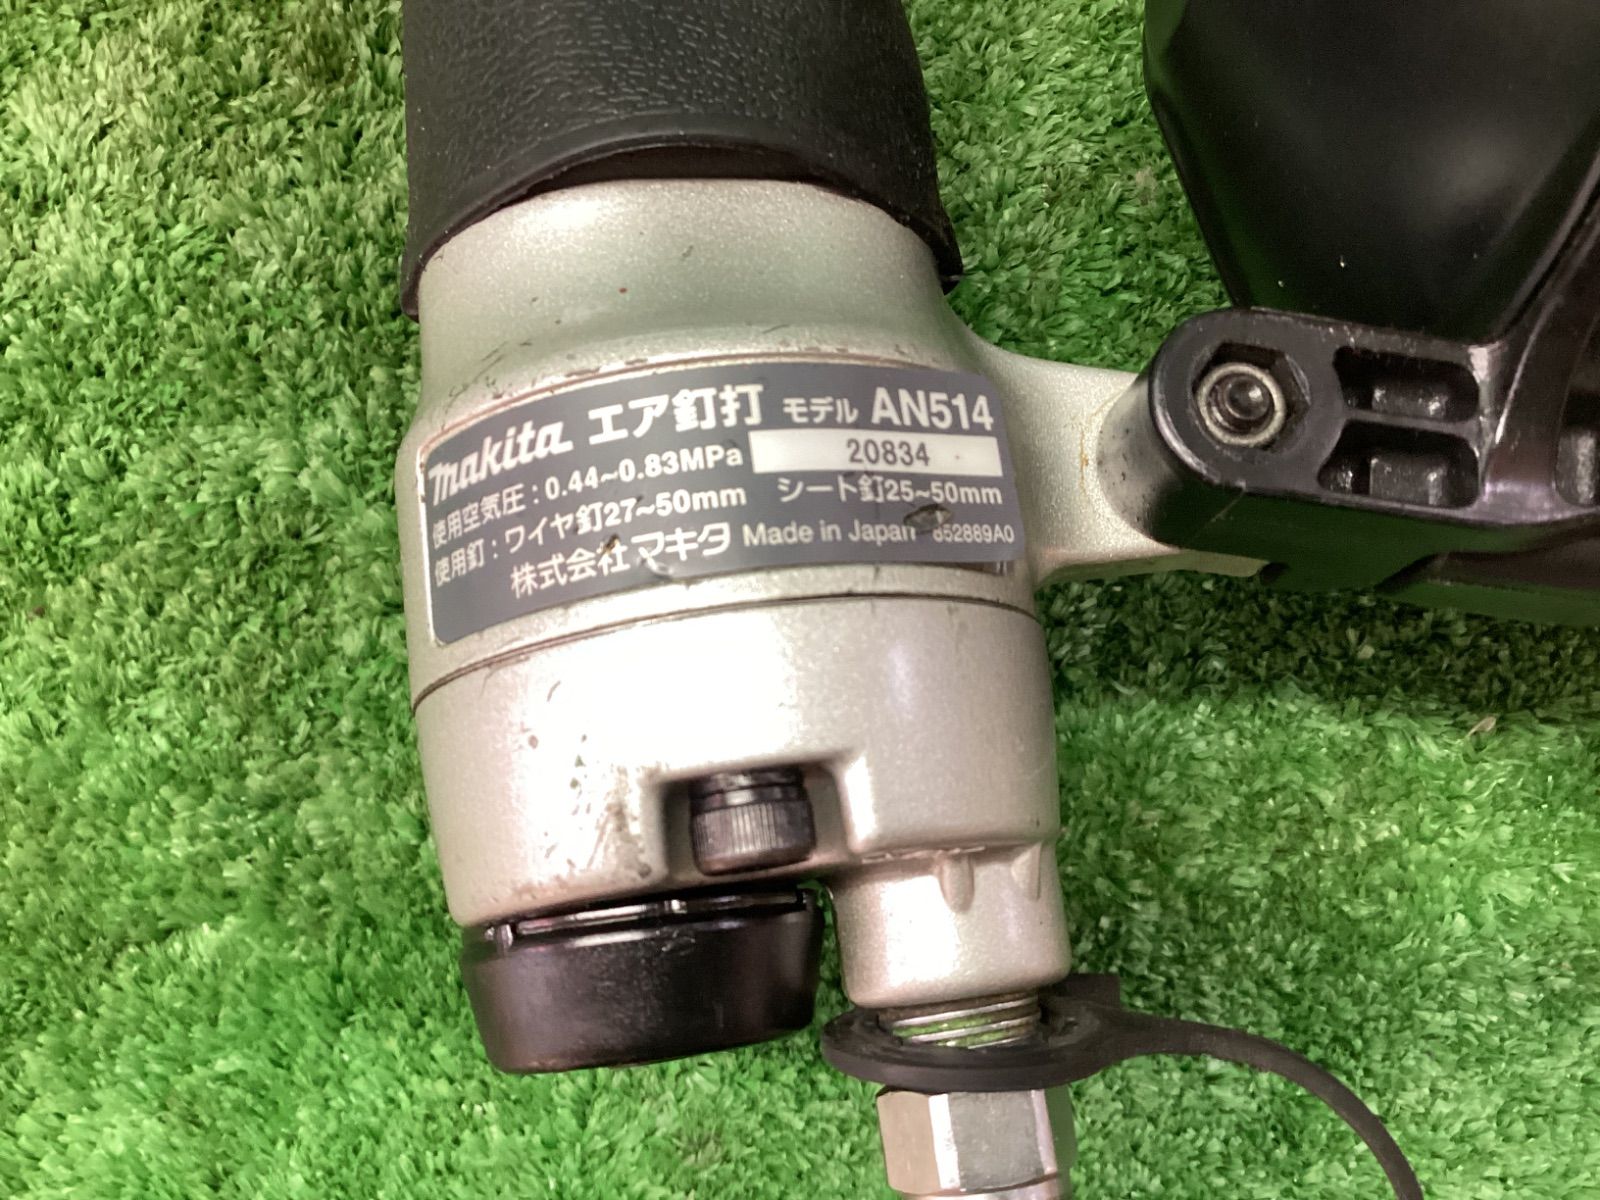 makita エア釘打 モデル AN514
使用空気圧：0.44~0.83MPa 20834
使用釘：ワイヤ釘27~50mm シート釘25~50mm
株式会社マキタ Made in Japan 852889A0